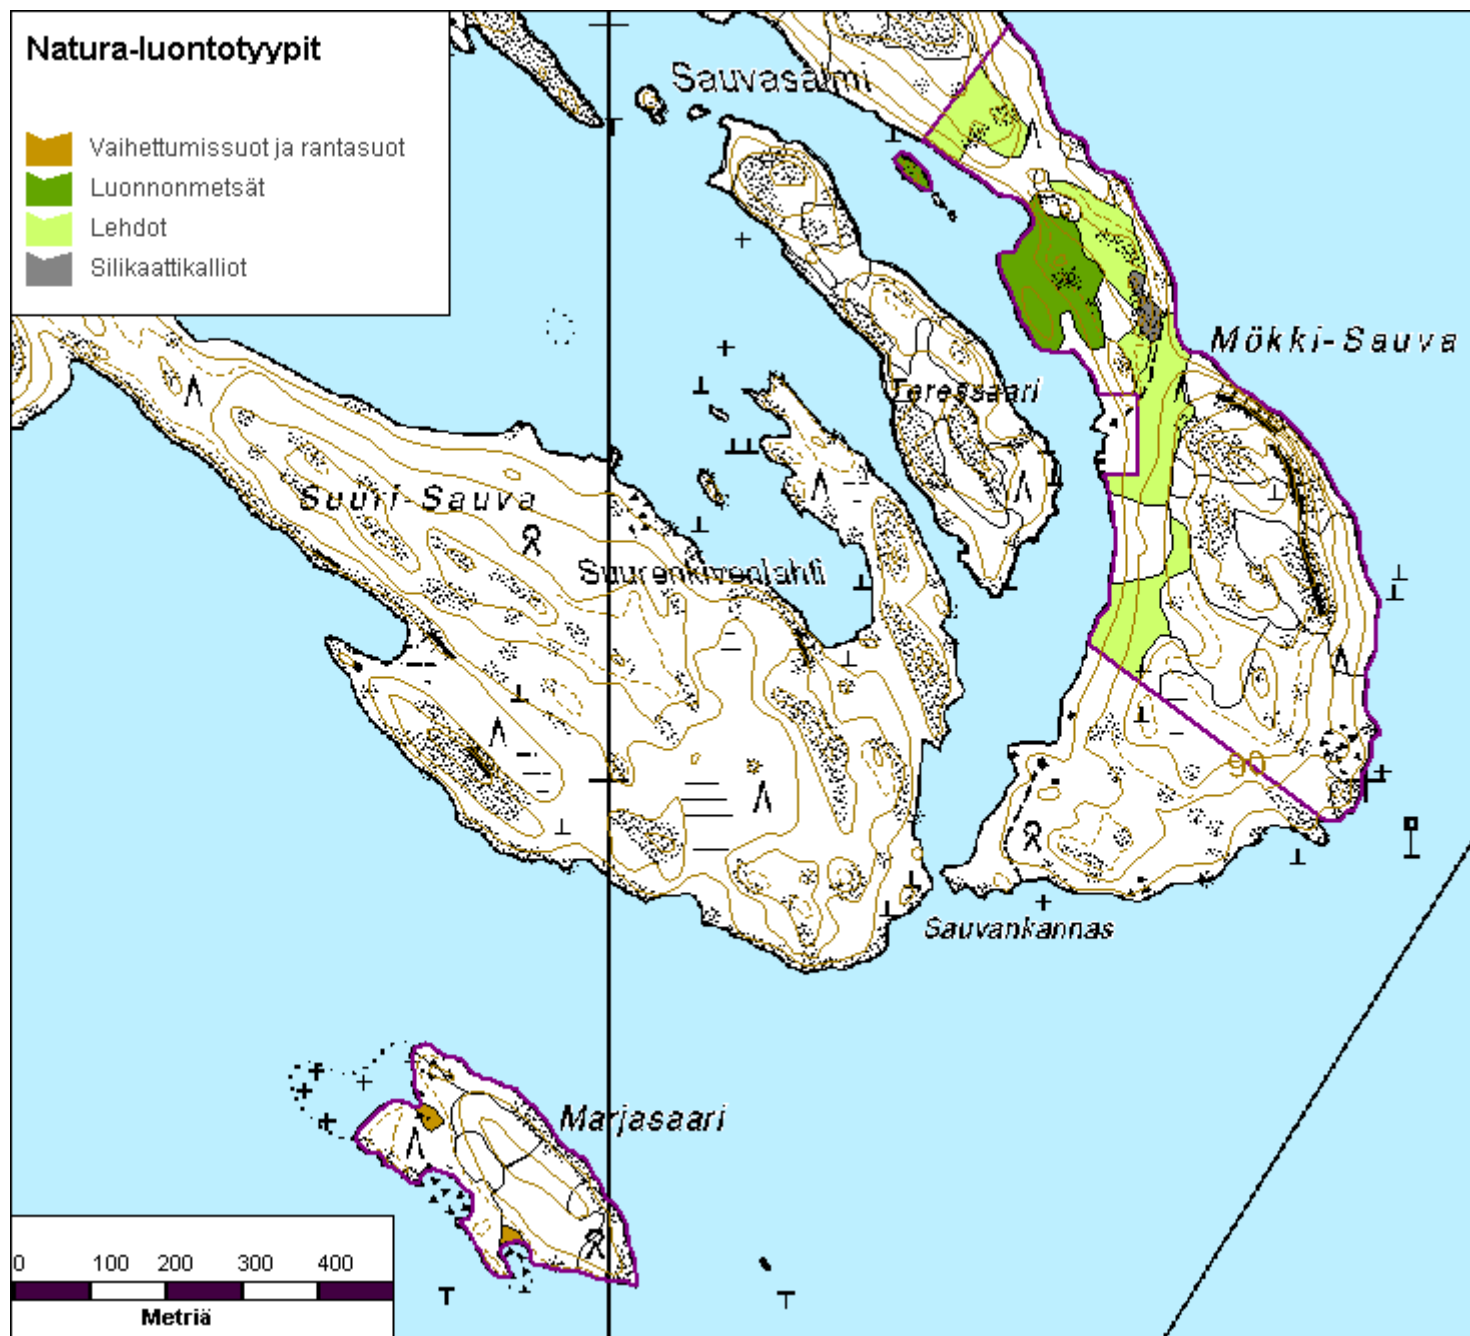 Natura-luontotyypit
Vaihettumissuot ja rantasuot
Luonnonmetsät
Lehdot
Silikaattikalliot
Sauvasalmi
Mökki-Sauva
Teressaari
Suuri-Sauva
Suurenkivenlahti
90
Sauvankannas
Marjasaari
0 100 200 300 400
Metriä